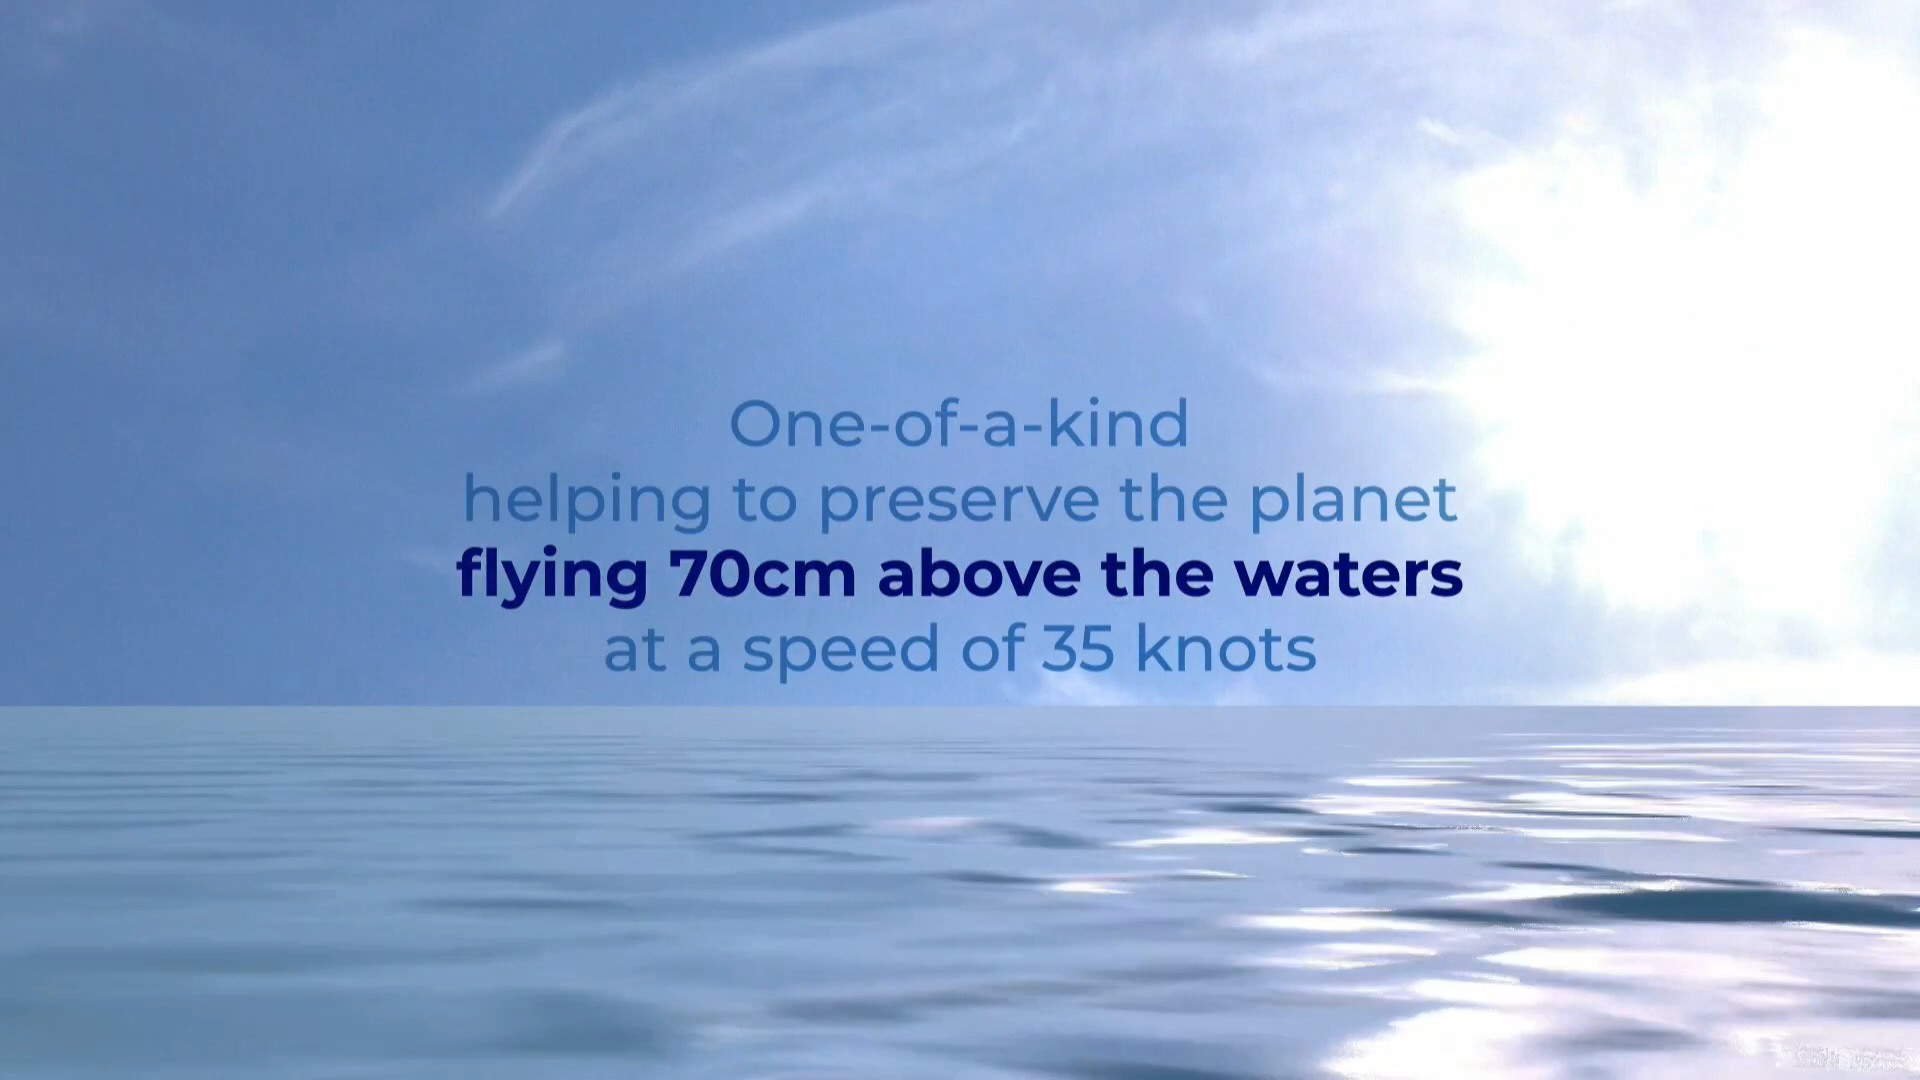 One-of-a-kind
helping to preserve the planet
flying 70cm above the waters
at a speed of 35 knots